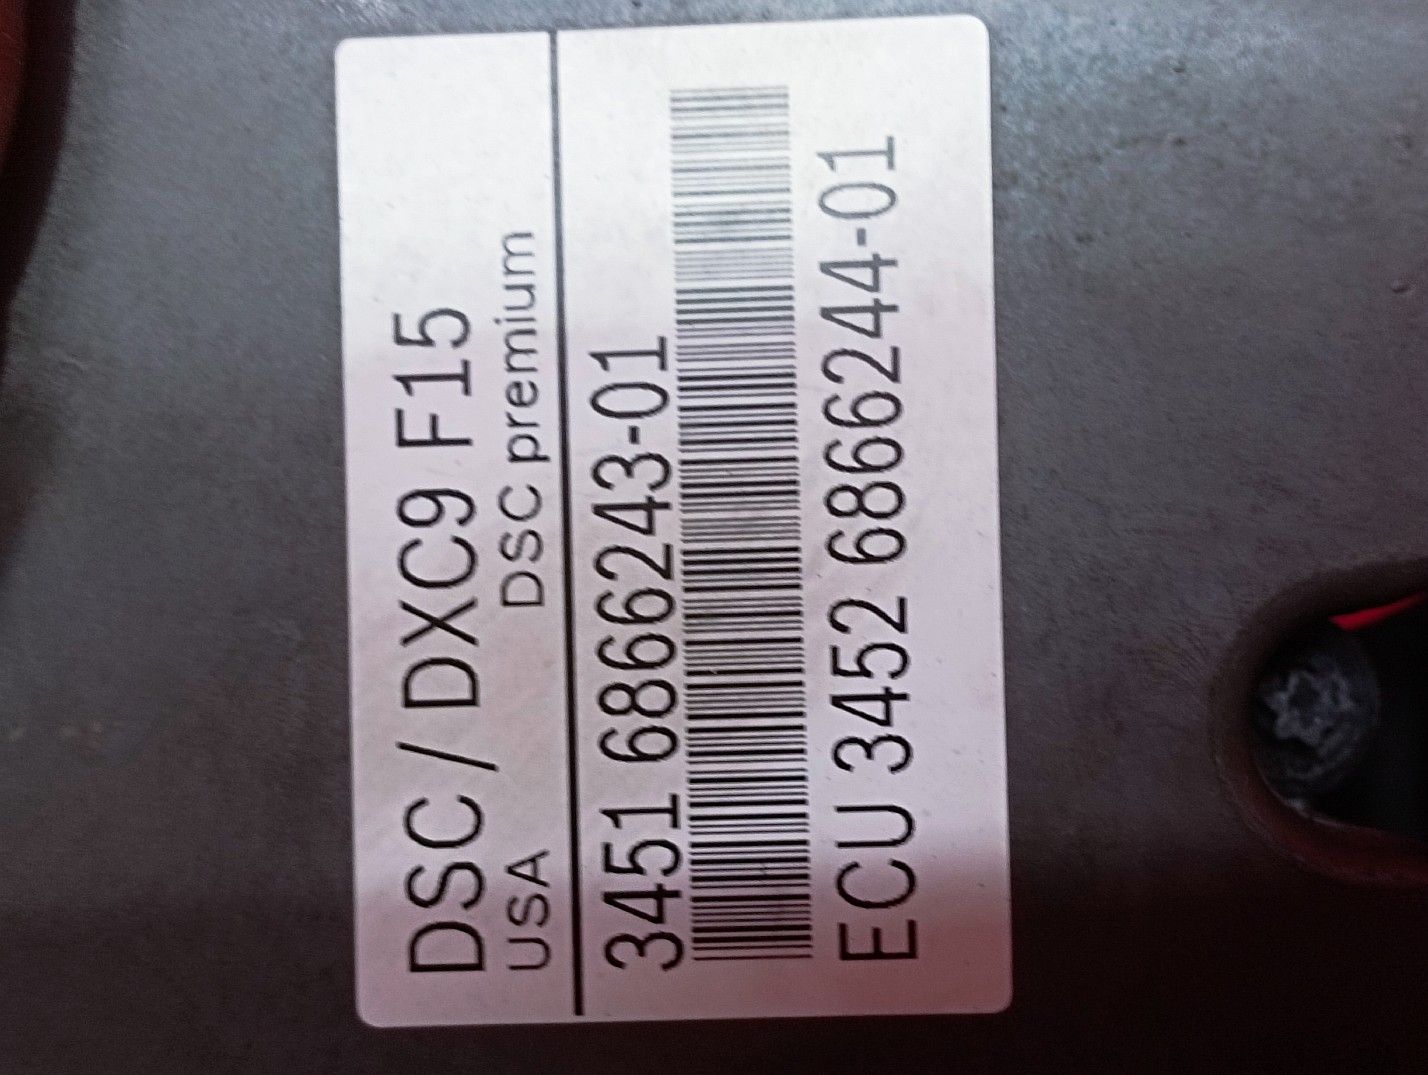 DSC / DXC9 F15
USA DSC premium
3451 6866243-01
ECU 3452 6866244-01